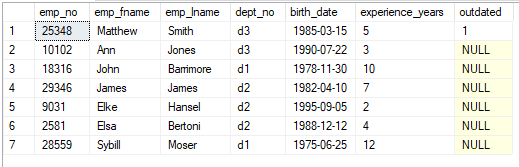 emp_no emp_fname emp_lname dept_no birth_date experience_years outdated
1 25348 Matthew Smith d3 1985-03-15 5 1
2 10102 Ann Jones d3 1990-07-22 3 NULL
3 18316 John Barrimore d1 1978-11-30 10 NULL
4 29346 James James d2 1982-04-10 7 NULL
5 9031 Elke Hansel d2 1995-09-05 2 NULL
6 2581 Elsa Bertoni d2 1988-12-12 4 NULL
7 28559 Sybill Moser d1 1975-06-25 12 NULL